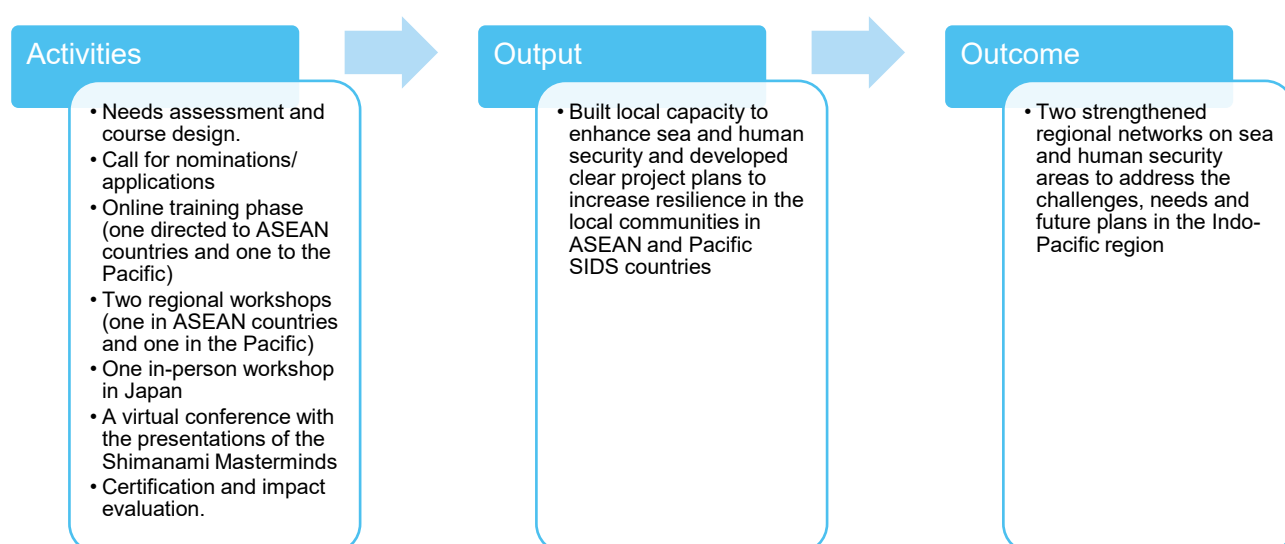 Activities
• Needs assessment and
course design.
• Call for nominations/
applications
• Online training phase
(one directed to ASEAN
countries and one to the
Pacific)
• Two regional workshops
(one in ASEAN countries
and one in the Pacific)
• One in-person workshop
in Japan
• A virtual conference with
the presentations of the
Shimanami Masterminds
• Certification and impact
evaluation.
Output
• Built local capacity to
enhance sea and human
security and developed
clear project plans to
increase resilience in the
local communities in
ASEAN and Pacific
SIDS countries
Outcome
• Two strengthened
regional networks on sea
and human security
areas to address the
challenges, needs and
future plans in the Indo-
Pacific region